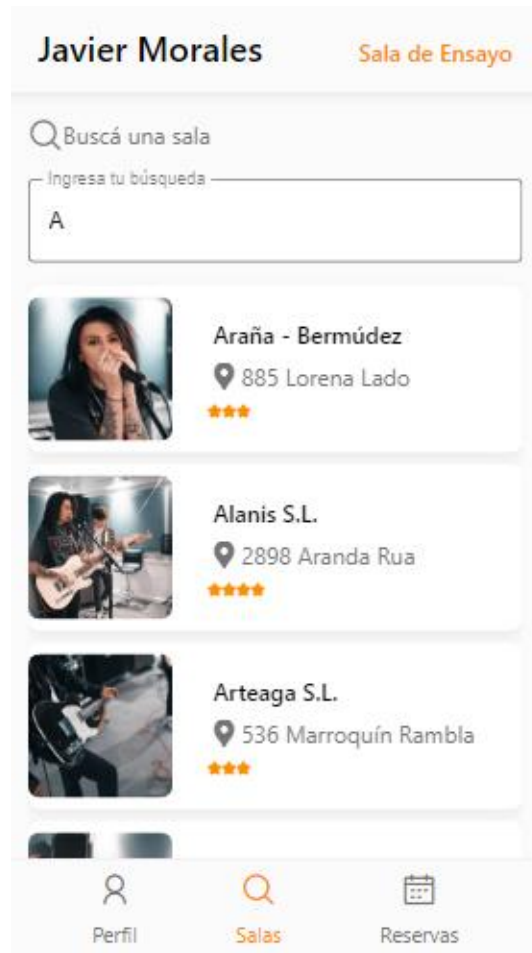 Javier Morales Sala de Ensayo
Buscá una sala
Ingresa tu búsqueda
A
Araña - Bermúdez
885 Lorena Lado
Alanis S.L.
2898 Aranda Rua
Arteaga S.L.
536 Marroquín Rambla
Perfil Salas Reservas